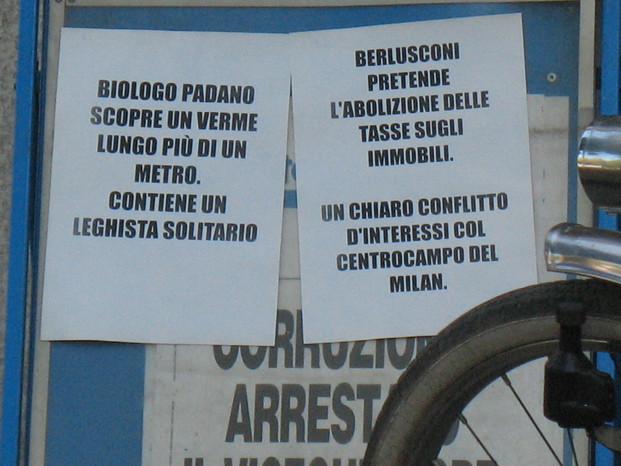 BIOLOGO PADANO
SCOPRE UN VERME
LUNGO PIÙ DI UN
METRO.
CONTIENE UN
LEGHISTA SOLITARIO
BERLUSCONI
PRETENDE
L'ABOLIZIONE DELLE
TASSE SUGLI
IMMOBILI.
UN CHIARO CONFLITTO
D'INTERESSI COL
CENTROCAMPO DEL
MILAN.